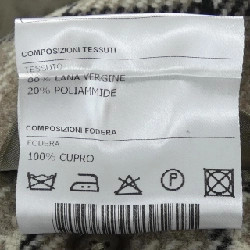 COMPOSIZIONI TESSUTI
TESSUTO
80 % LANA VERGINE
20% POLIAMMIDE
COMPOSIZIONI FODERA
FODERA
100% CUPRO
P